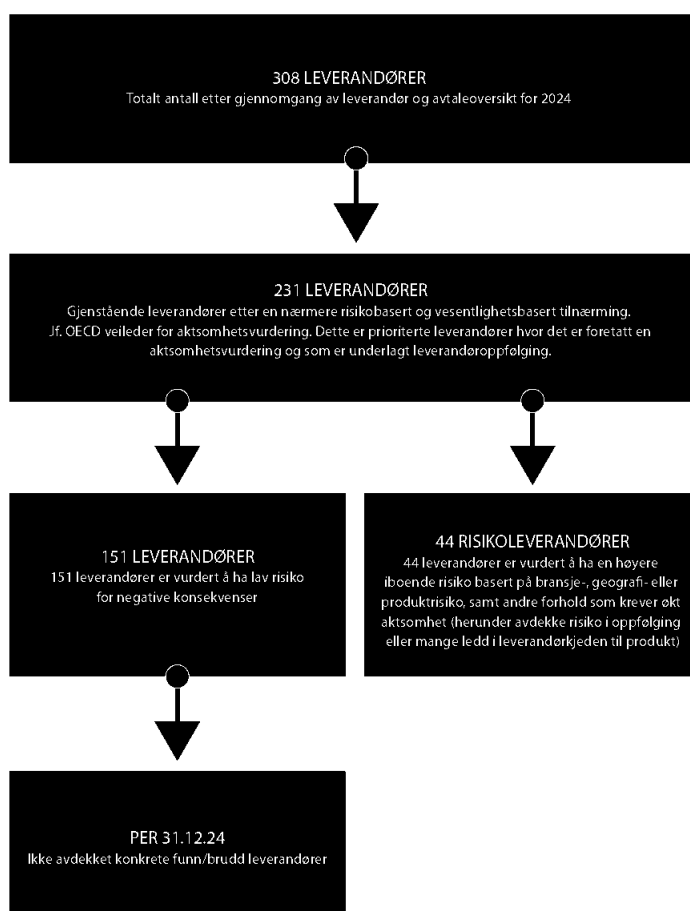 308 LEVERANDØRER
Totalt antall etter gjennomgang av leverandør og avtaleoversikt for 2024
231 LEVERANDØRER
Gjenstående leverandører etter en nærmere risikobasert og vesentlighetsbasert tilnærming.
Jf. OECD veileder for aktsomhetsvurdering. Dette er prioriterte leverandører hvor det er foretatt en
aktsomhetsvurdering og som er underlagt leverandøroppfølging.
151 LEVERANDØRER
151 leverandører er vurdert å ha lav risiko
for negative konsekvenser
44 RISIKOLEVERANDØRER
44 leverandører er vurdert å ha en høyere
iboende risiko basert på bransje-, geografi- eller
produktrisiko, samt andre forhold som krever økt
aktsomhet (herunder avdekke risiko i oppfølging
eller mange ledd i leverandørkjeden til produkt)
PER 31.12.24
Ikke avdekket konkrete funn/brudd leverandører